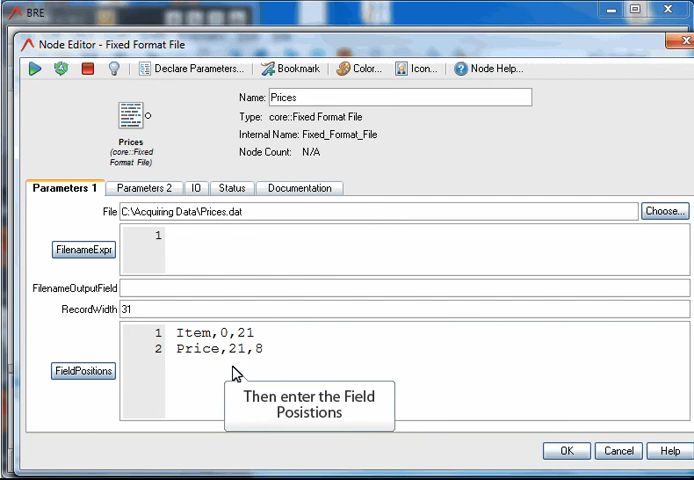 BRE
Node Editor - Fixed Format File
Declare Parameters... Bookmark Color... Icon... Node Help...
Name: Prices
Type: core::Fixed Format File
Internal Name: Fixed_Format_File
Node Count: N/A
Prices
(core::Fixed
Format File)
Parameters 1 Parameters 2 IO Status Documentation
File C:\Acquiring Data\Prices.dat Choose...
1
FilenameExpr
FilenameOutputField
RecordWidth 31
1 Item,0,21
2 Price,21,8
FieldPositions
Then enter the Field
Posistions
OK Cancel Help